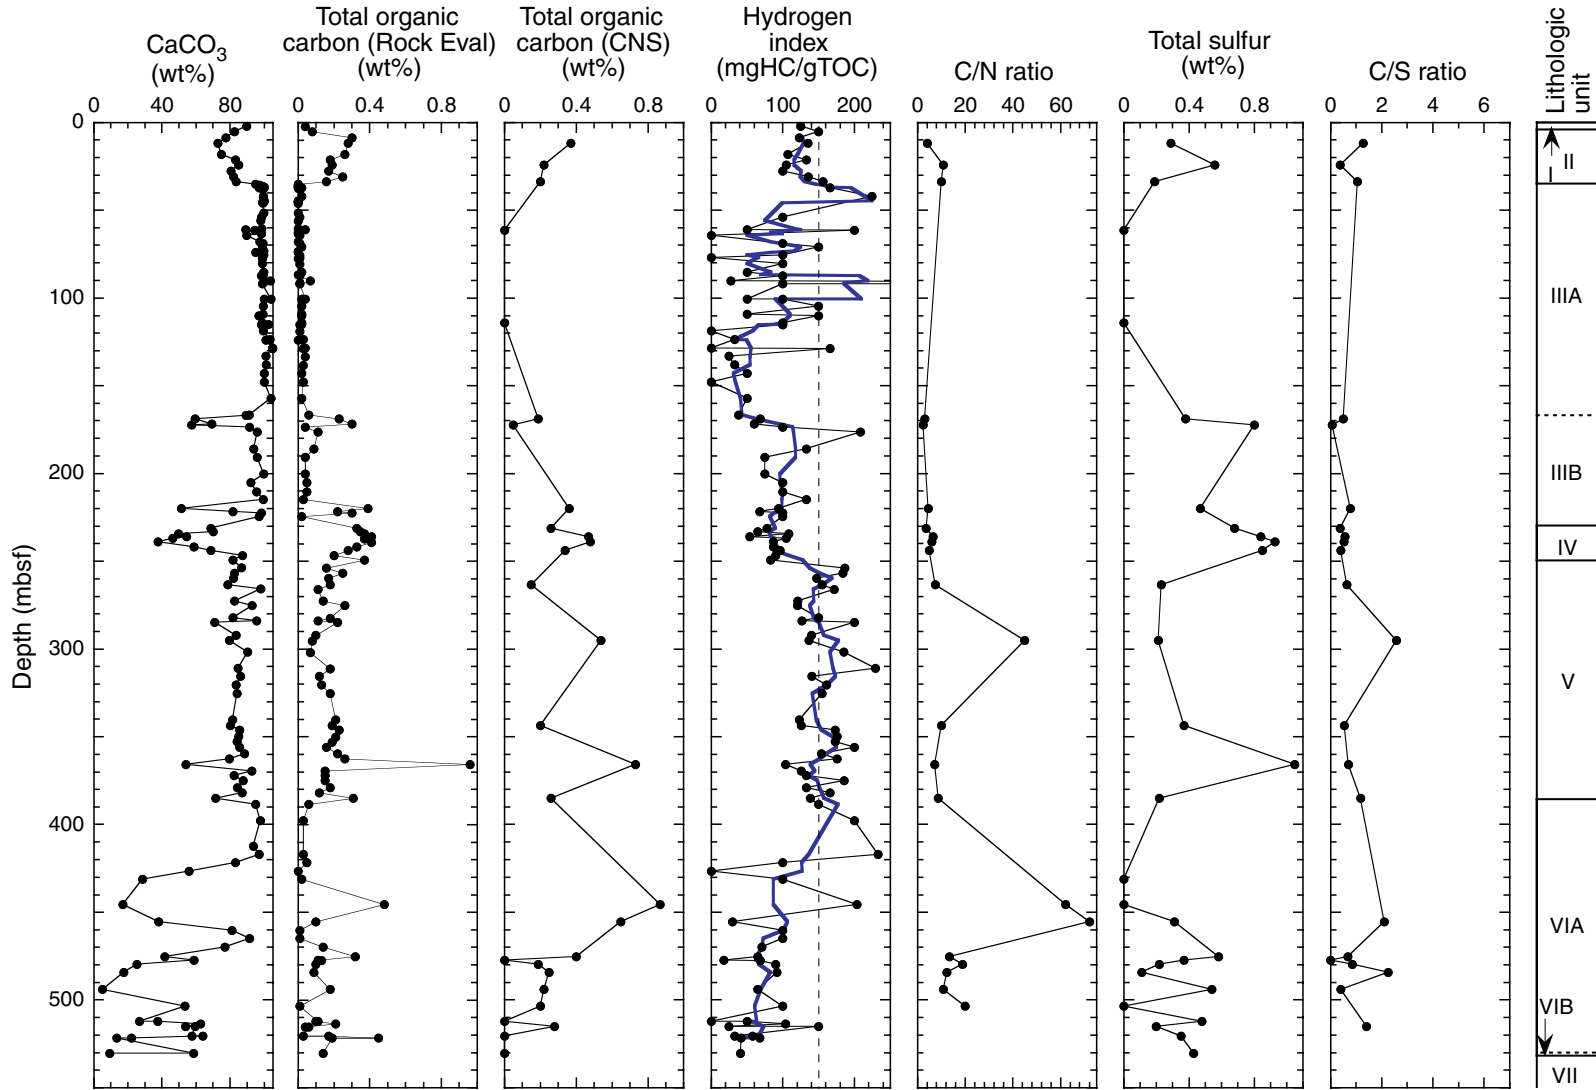 CaCO3
(wt%)
Total organic
carbon (Rock Eval)
(wt%)
Total organic
carbon (CNS)
(wt%)
Hydrogen
index
(mgHC/gTOC)
C/N ratio
Total sulfur
(wt%)
C/S ratio
Lithologic
unit
0 40 80
0 0.4 0.8
0 0.4 0.8
0 100 200
0 20 40 60
0 0.4 0.8
0 2 4 6
Depth (mbsf)
0
100
200
300
400
500
I
II
IIIA
IIIB
IV
V
VIA
VIB
VII